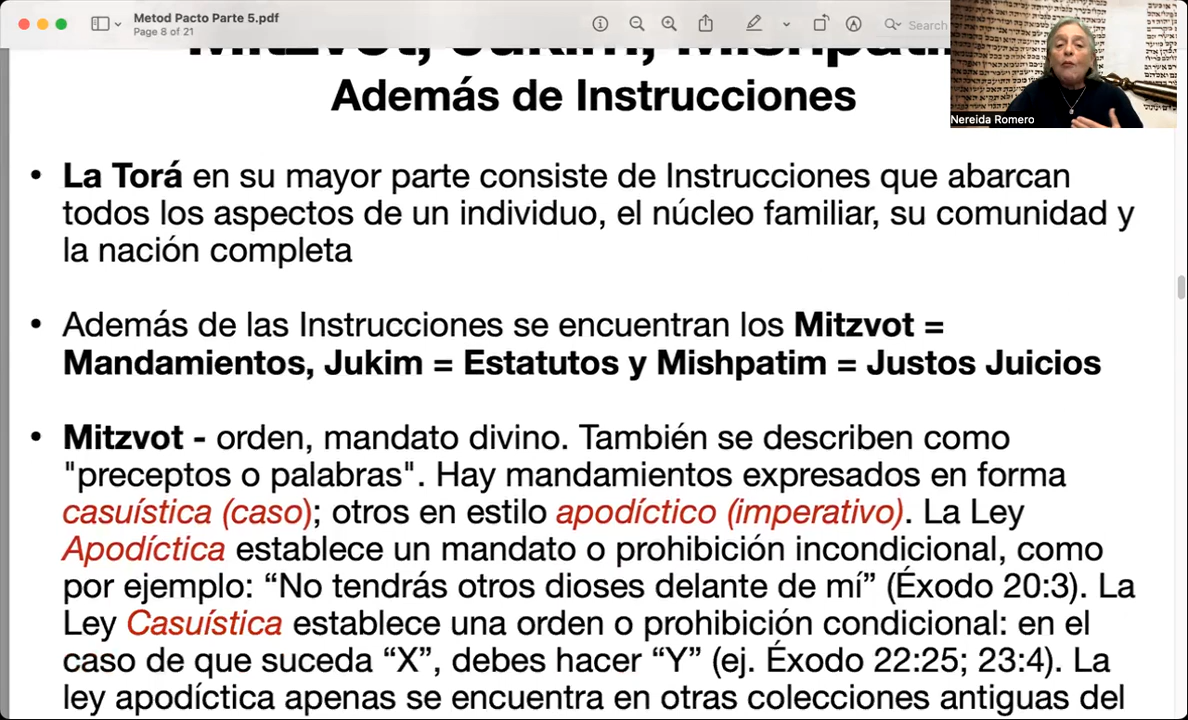 Metod Pacto Parte 5.pdf
Page 8 of 21
Search
Nereida Romero
Mitzvot, Jukim, Mishpatim
Además de Instrucciones
• La Torá en su mayor parte consiste de Instrucciones que abarcan
todos los aspectos de un individuo, el núcleo familiar, su comunidad y
la nación completa
• Además de las Instrucciones se encuentran los Mitzvot =
Mandamientos, Jukim = Estatutos y Mishpatim = Justos Juicios
• Mitzvot - orden, mandato divino. También se describen como
"preceptos o palabras". Hay mandamientos expresados en forma
casuística (caso); otros en estilo apodíctico (imperativo). La Ley
Apodíctica establece un mandato o prohibición incondicional, como
por ejemplo: “No tendrás otros dioses delante de mí” (Éxodo 20:3). La
Ley Casuística establece una orden o prohibición condicional: en el
caso de que suceda “X”, debes hacer “Y” (ej. Éxodo 22:25; 23:4). La
ley apodíctica apenas se encuentra en otras colecciones antiguas del